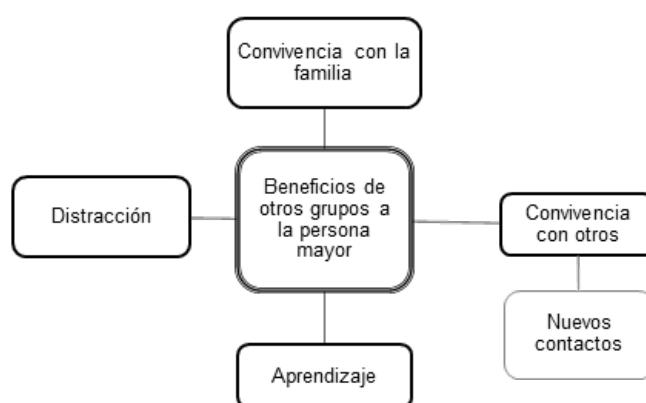 Convivencia con la
familia
Distracción
Beneficios de
otros grupos a
la persona
mayor
Convivencia
con otros
Nuevos
contactos
Aprendizaje